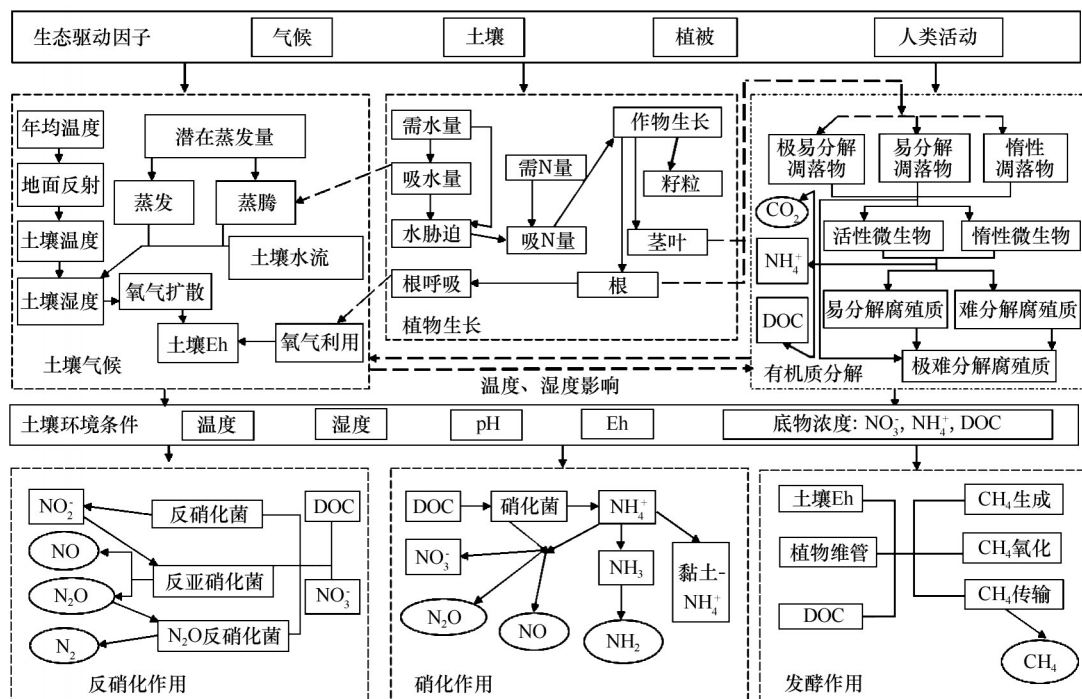 生态驱动因子 气候 土壤 植被 人类活动
年均温度
地面反射
土壤温度
土壤湿度
潜在蒸发量
蒸发
蒸腾
土壤水流
氧气扩散
土壤Eh
氧气利用
土壤气候
需水量
吸水量
水胁迫
根呼吸
需N量
吸N量
作物生长
籽粒
茎叶
根
植物生长
极易分解
凋落物
易分解
凋落物
惰性
凋落物
CO₂
NH₄⁺
DOC
活性微生物
惰性微生物
易分解腐殖质
难分解腐殖质
极难分解腐殖质
有机质分解
温度、湿度影响
土壤环境条件 温度 湿度 pH Eh 底物浓度: NO₃⁻, NH₄⁺, DOC
NO₂⁻
NO
N₂O
N₂
反硝化菌
反亚硝化菌
N₂O反硝化菌
DOC
NO₃⁻
反硝化作用
DOC
硝化菌
NH₄⁺
NO₃⁻
N₂O
NO
NH₃
NH₂
黏土-
NH₄⁺
硝化作用
土壤Eh
植物维管
DOC
CH₄生成
CH₄氧化
CH₄传输
CH₄
发酵作用